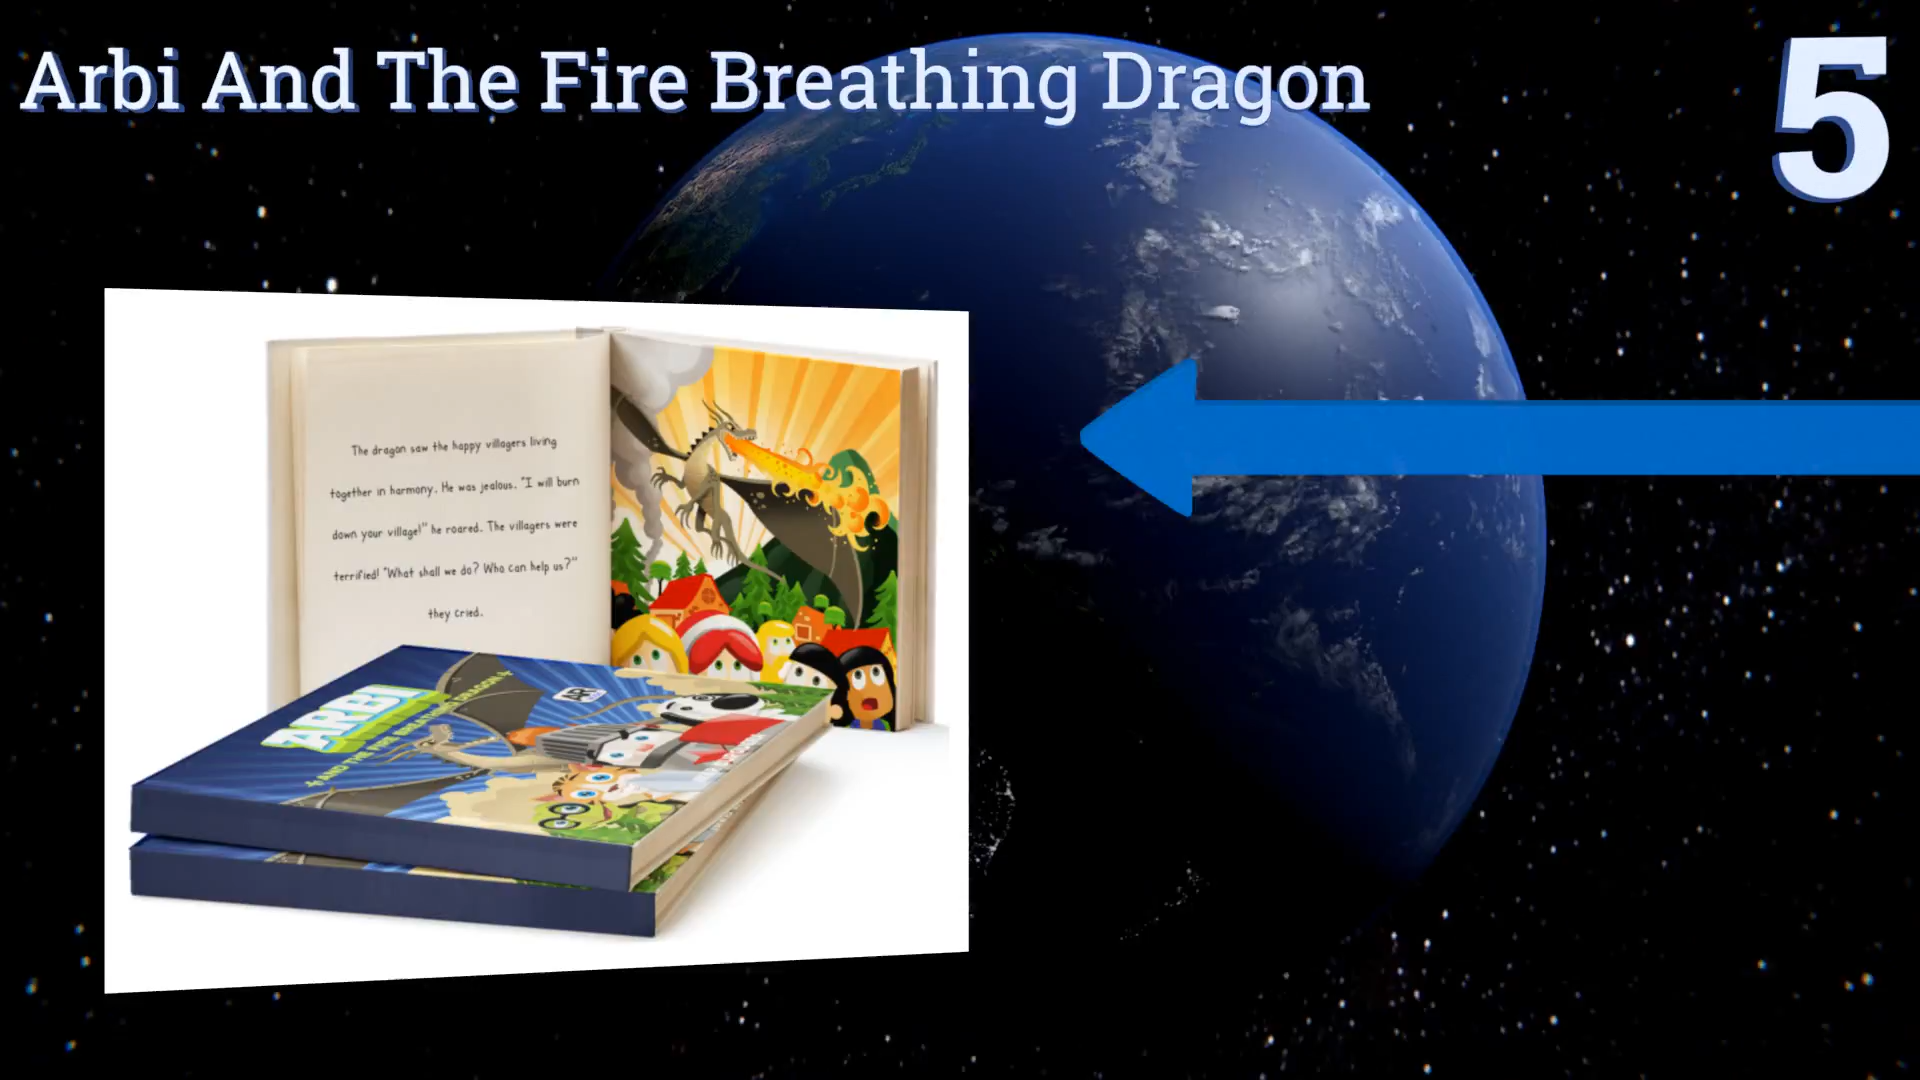 Arbi And The Fire Breathing Dragon
5
The dragon saw the happy villagers living
together in harmony. He was jealous. "I will burn
down your village!" he roared. The villagers were
terrified! "What shall we do? Who can help us?"
they cried.
ARBI
AND THE FIRE BREATHING DRAGON
AR